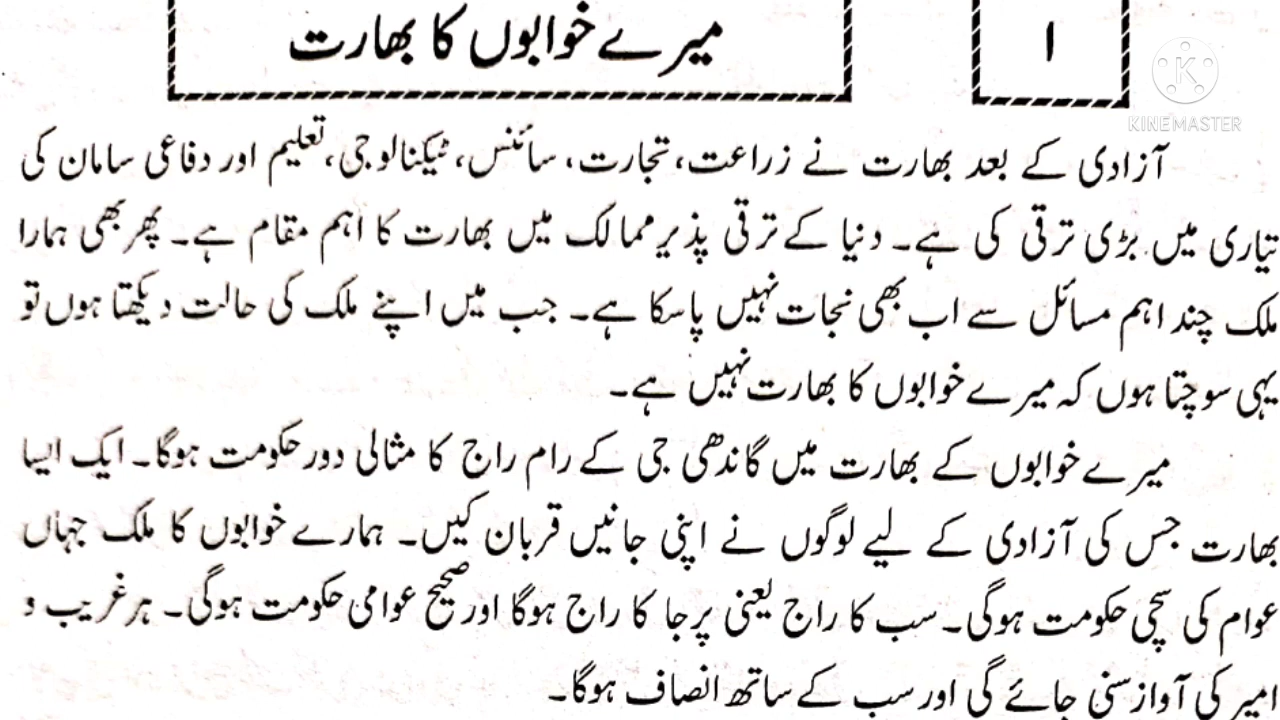 میرے خوابوں کا بھارت
۱
KINEMASTER
آزادی کے بعد بھارت نے زراعت، تجارت، سائنس، ٹیکنالوجی، تعلیم اور دفاعی سامان کی
تیاری میں بڑی ترقی کی ہے۔ دنیا کے ترقی پذیر ممالک میں بھارت کا اہم مقام ہے۔ پھر بھی ہمارا
ملک چند اہم مسائل سے اب بھی نجات نہیں پاسکا ہے۔ جب میں اپنے ملک کی حالت دیکھتا ہوں تو
یہی سوچتا ہوں کہ میرے خوابوں کا بھارت نہیں ہے۔
میرے خوابوں کے بھارت میں گاندھی جی کے رام راج کا مثالی دور حکومت ہوگا۔ ایک ایسا
بھارت جس کی آزادی کے لیے لوگوں نے اپنی جانیں قربان کیں۔ ہمارے خوابوں کا ملک جہاں
عوام کی سچی حکومت ہوگی۔ سب کا راج یعنی پرجا کا راج ہوگا اور صحیح عوامی حکومت ہوگی۔ ہر غریب و
امیر کی آواز سنی جائے گی اور سب کے ساتھ انصاف ہوگا۔